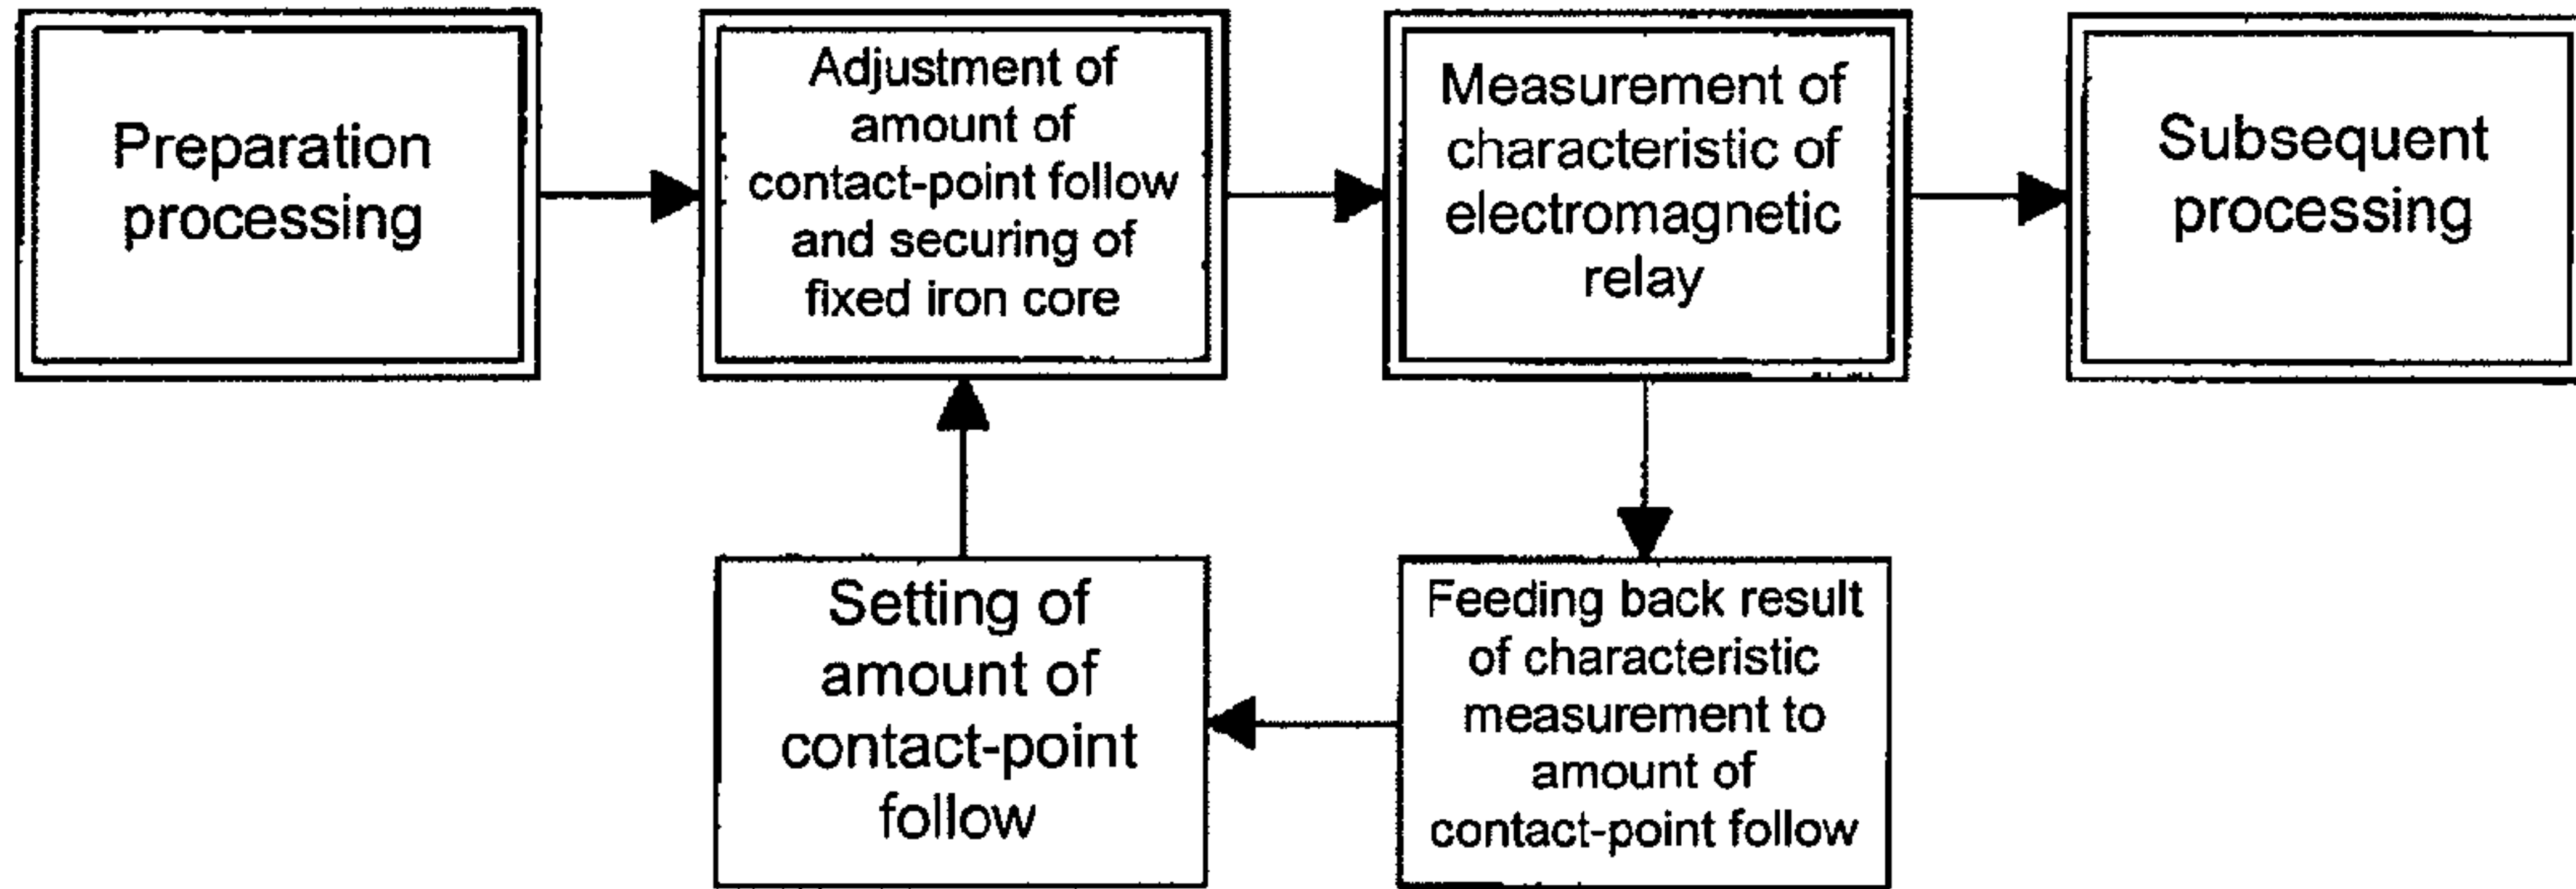 Preparation
processing
Adjustment of
amount of
contact-point follow
and securing of
fixed iron core
Measurement of
characteristic of
electromagnetic
relay
Subsequent
processing
Setting of
amount of
contact-point
follow
Feeding back result
of characteristic
measurement to
amount of
contact-point follow